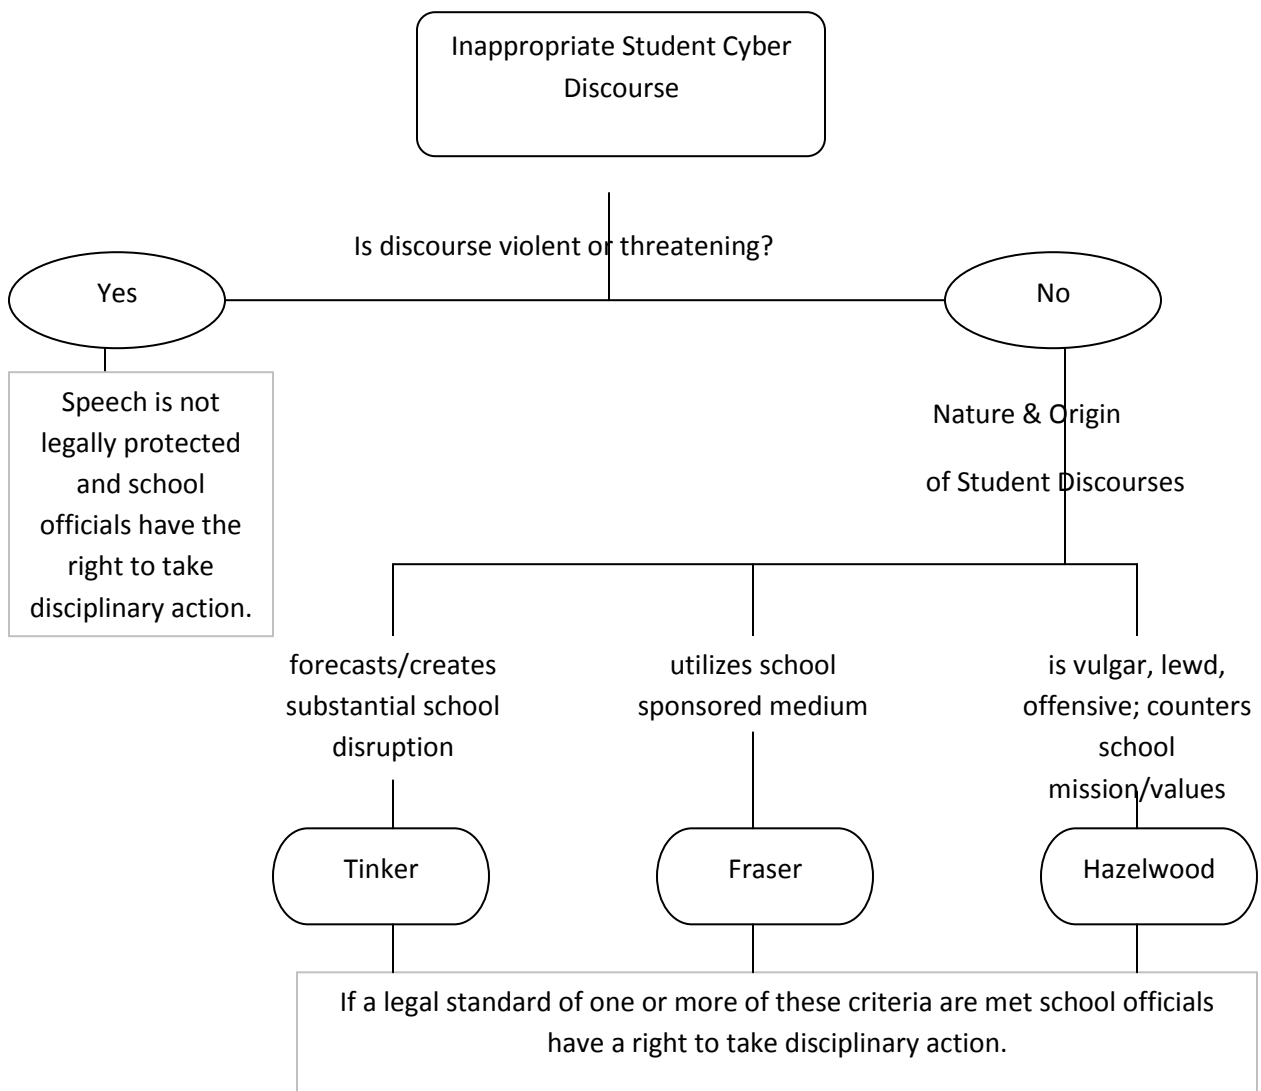 Inappropriate Student Cyber
Discourse
Is discourse violent or threatening?
Yes
No
Speech is not
legally protected
and school
officials have the
right to take
disciplinary action.
Nature & Origin
of Student Discourses
forecasts/creates
substantial school
disruption
utilizes school
sponsored medium
is vulgar, lewd,
offensive; counters
school
mission/values
Tinker
Fraser
Hazelwood
If a legal standard of one or more of these criteria are met school officials
have a right to take disciplinary action.